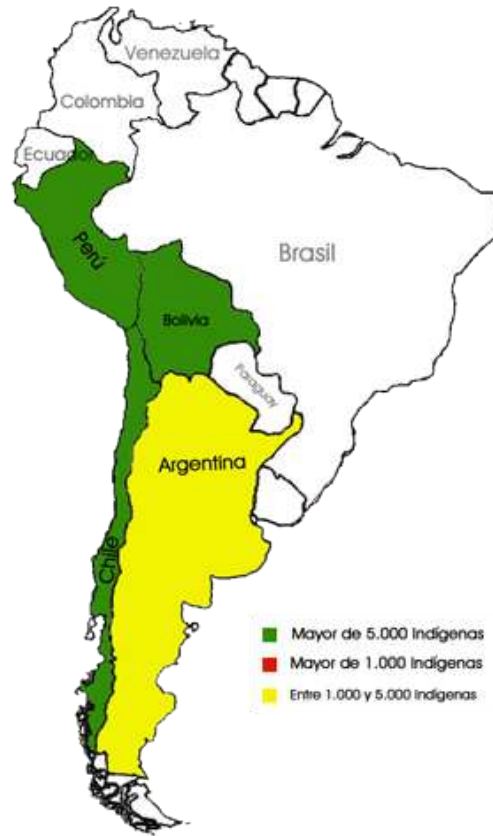 Venezuela
Colombia
Ecuador
Perú
Brasil
Bolivia
Paraguay
Argentina
Chile
Mayor de 5.000 Indígenas
Mayor de 1.000 Indígenas
Entre 1.000 y 5.000 Indígenas